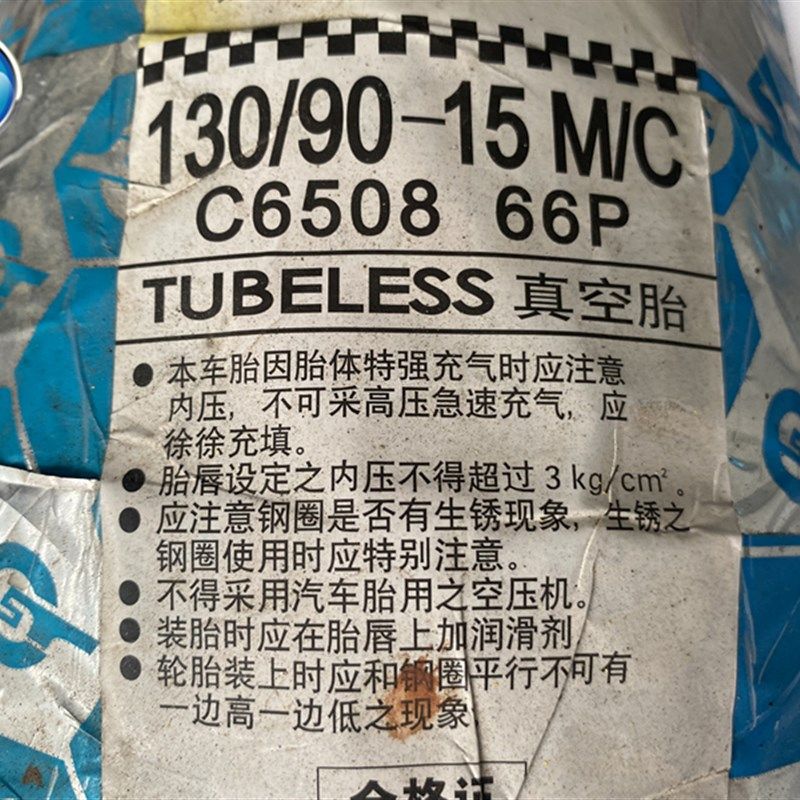 130/90-15 M/C
C6508 66P
TUBELESS 真空胎
● 本车胎因胎体特强充气时应注意
内压，不可采高压急速充气，应
徐徐充填。
● 胎唇设定之内压不得超过 3 kg/cm²。
● 应注意钢圈是否有生锈现象，生锈之
钢圈使用时应特别注意。
● 不得采用汽车胎用之空压机。
● 装胎时应在胎唇上加润滑剂
● 轮胎装上时应和钢圈平行不可有
一边高一边低之现象
合格证